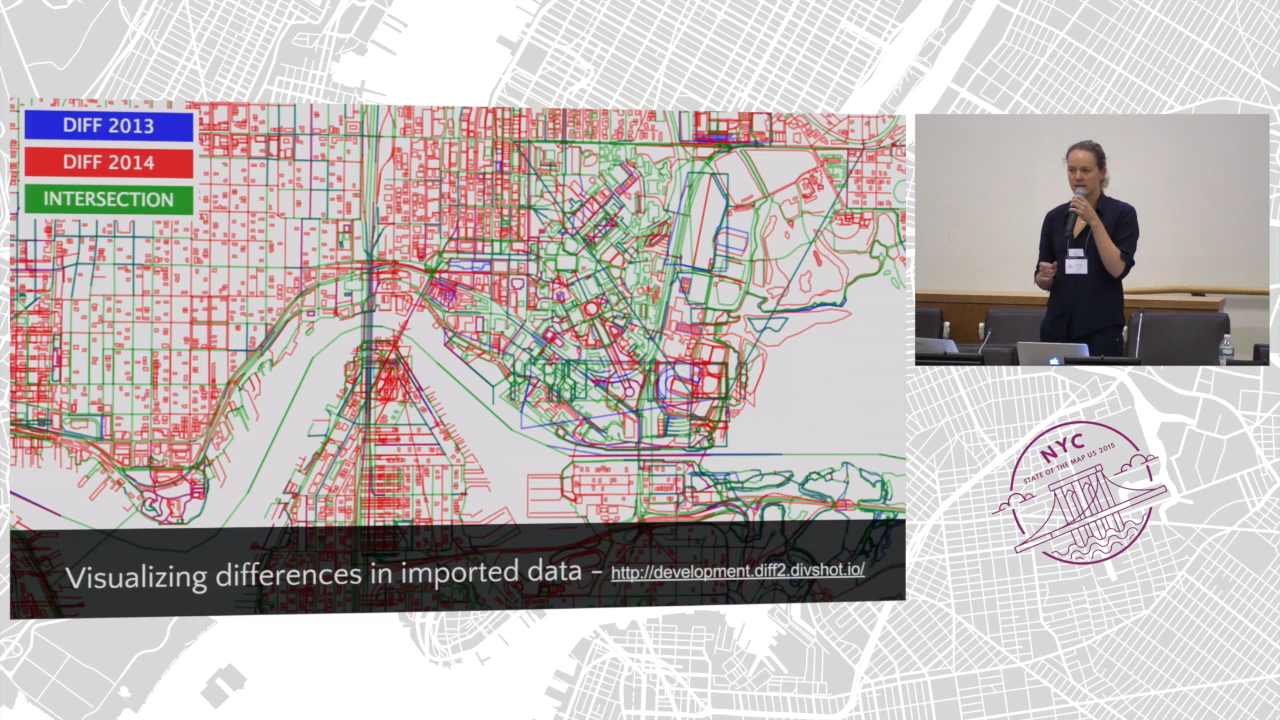 DIFF 2013
DIFF 2014
INTERSECTION
Visualizing differences in imported data – http://development.diff2.divshot.io/
NYC
STATE OF THE MAP US 2015